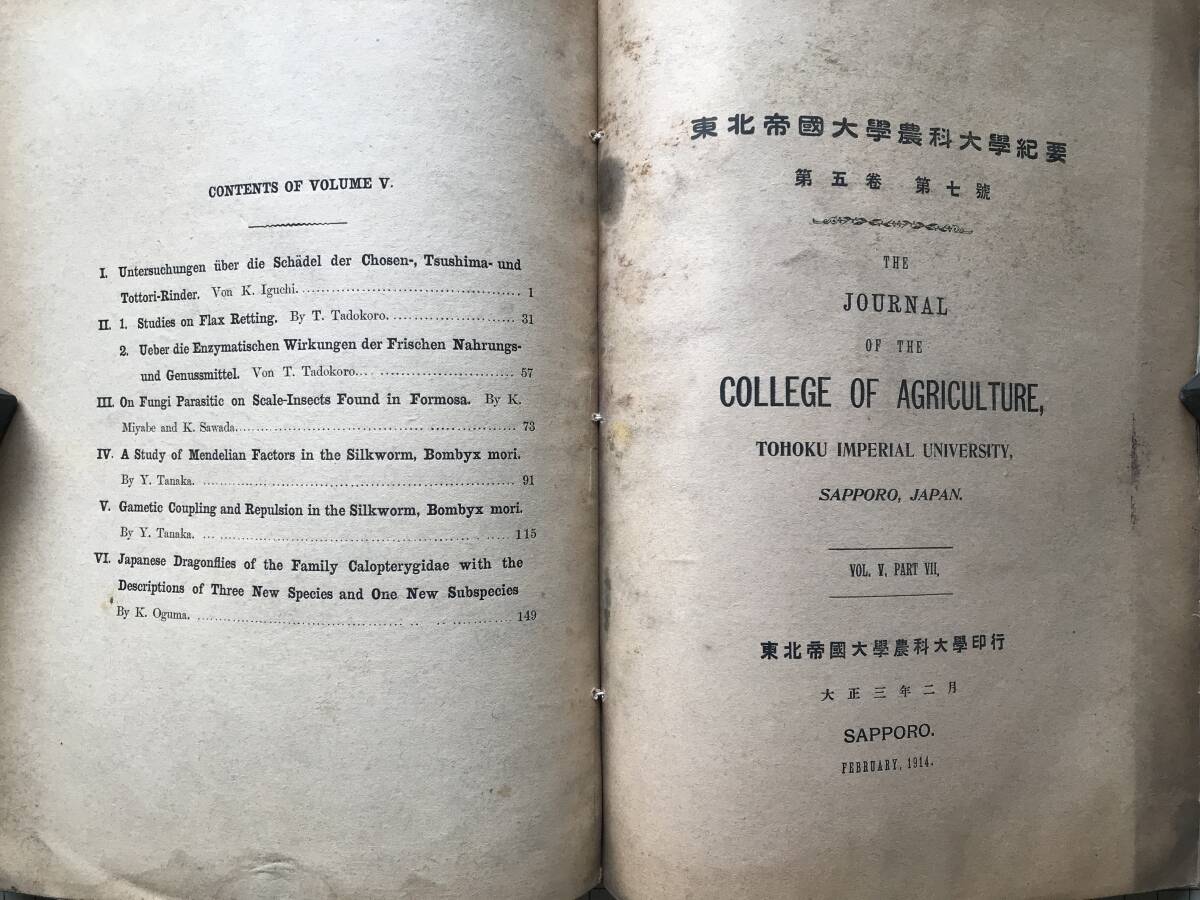 CONTENTS OF VOLUME V.
I. Untersuchungen über die Schädel der Chosen-, Tsushima- und
Tottori-Rinder. Von K. Iguchi. 1
II. 1. Studies on Flax Retting. By T. Tadokoro. 31
2. Ueber die Enzymatischen Wirkungen der Frischen Nahrungs-
und Genussmittel. Von T. Tadokoro. 57
III. On Fungi Parasitic on Scale-Insects Found in Formosa. By K.
Miyabe and K. Sawada. 73
IV. A Study of Mendelian Factors in the Silkworm, Bombyx mori.
By Y. Tanaka. 91
V. Gametic Coupling and Repulsion in the Silkworm, Bombyx mori.
By Y. Tanaka. 115
VI. Japanese Dragonflies of the Family Calopterygidae with the
Descriptions of Three New Species and One New Subspecies
By K. Oguma. 149
東北帝國大學農科大學紀要
第五卷 第七號
THE
JOURNAL
OF THE
COLLEGE OF AGRICULTURE,
TOHOKU IMPERIAL UNIVERSITY,
SAPPORO, JAPAN.
VOL. V, PART VII,
東北帝國大學農科大學印行
大正三年二月
SAPPORO.
FEBRUARY, 1914.